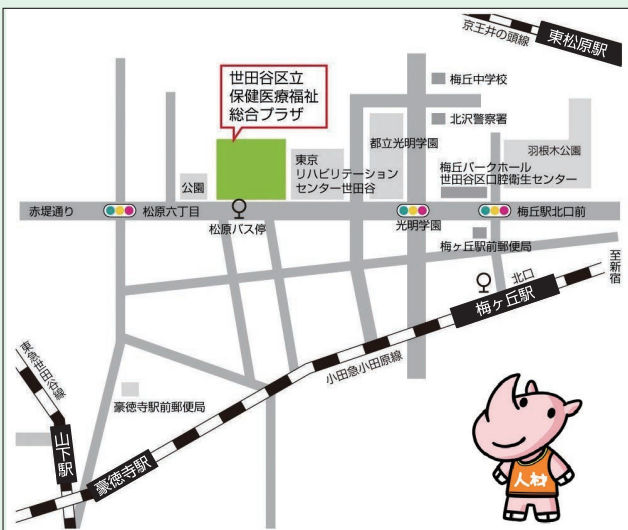 京王井の頭線
東松原駅
世田谷区立
保健医療福祉
総合プラザ
梅丘中学校
北沢警察署
都立光明学園
羽根木公園
東京
リハビリテーション
センター世田谷
公園
梅丘パークホール
世田谷区口腔衛生センター
赤堤通り
松原六丁目
松原バス停
光明学園
梅丘駅北口前
梅ヶ丘駅前郵便局
至新宿
北口
梅ヶ丘駅
小田急小田原線
東急世田谷線
豪徳寺駅前郵便局
山下駅
豪徳寺駅
人材